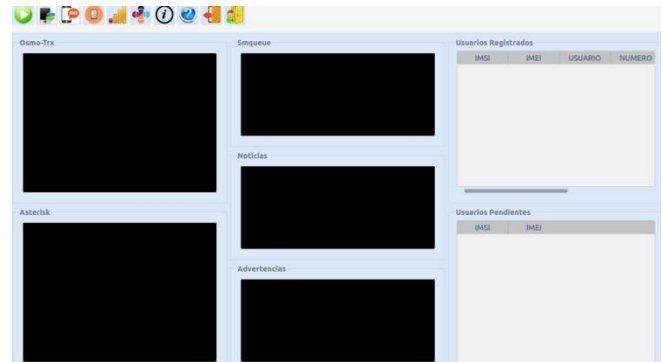 Osmo-Trx
Smqueue
Usuarios Registrados
IMSI IMEI USUARIO NUMERO
Noticias
Asterisk
Usuarios Pendientes
IMSI IMEI
Advertencias